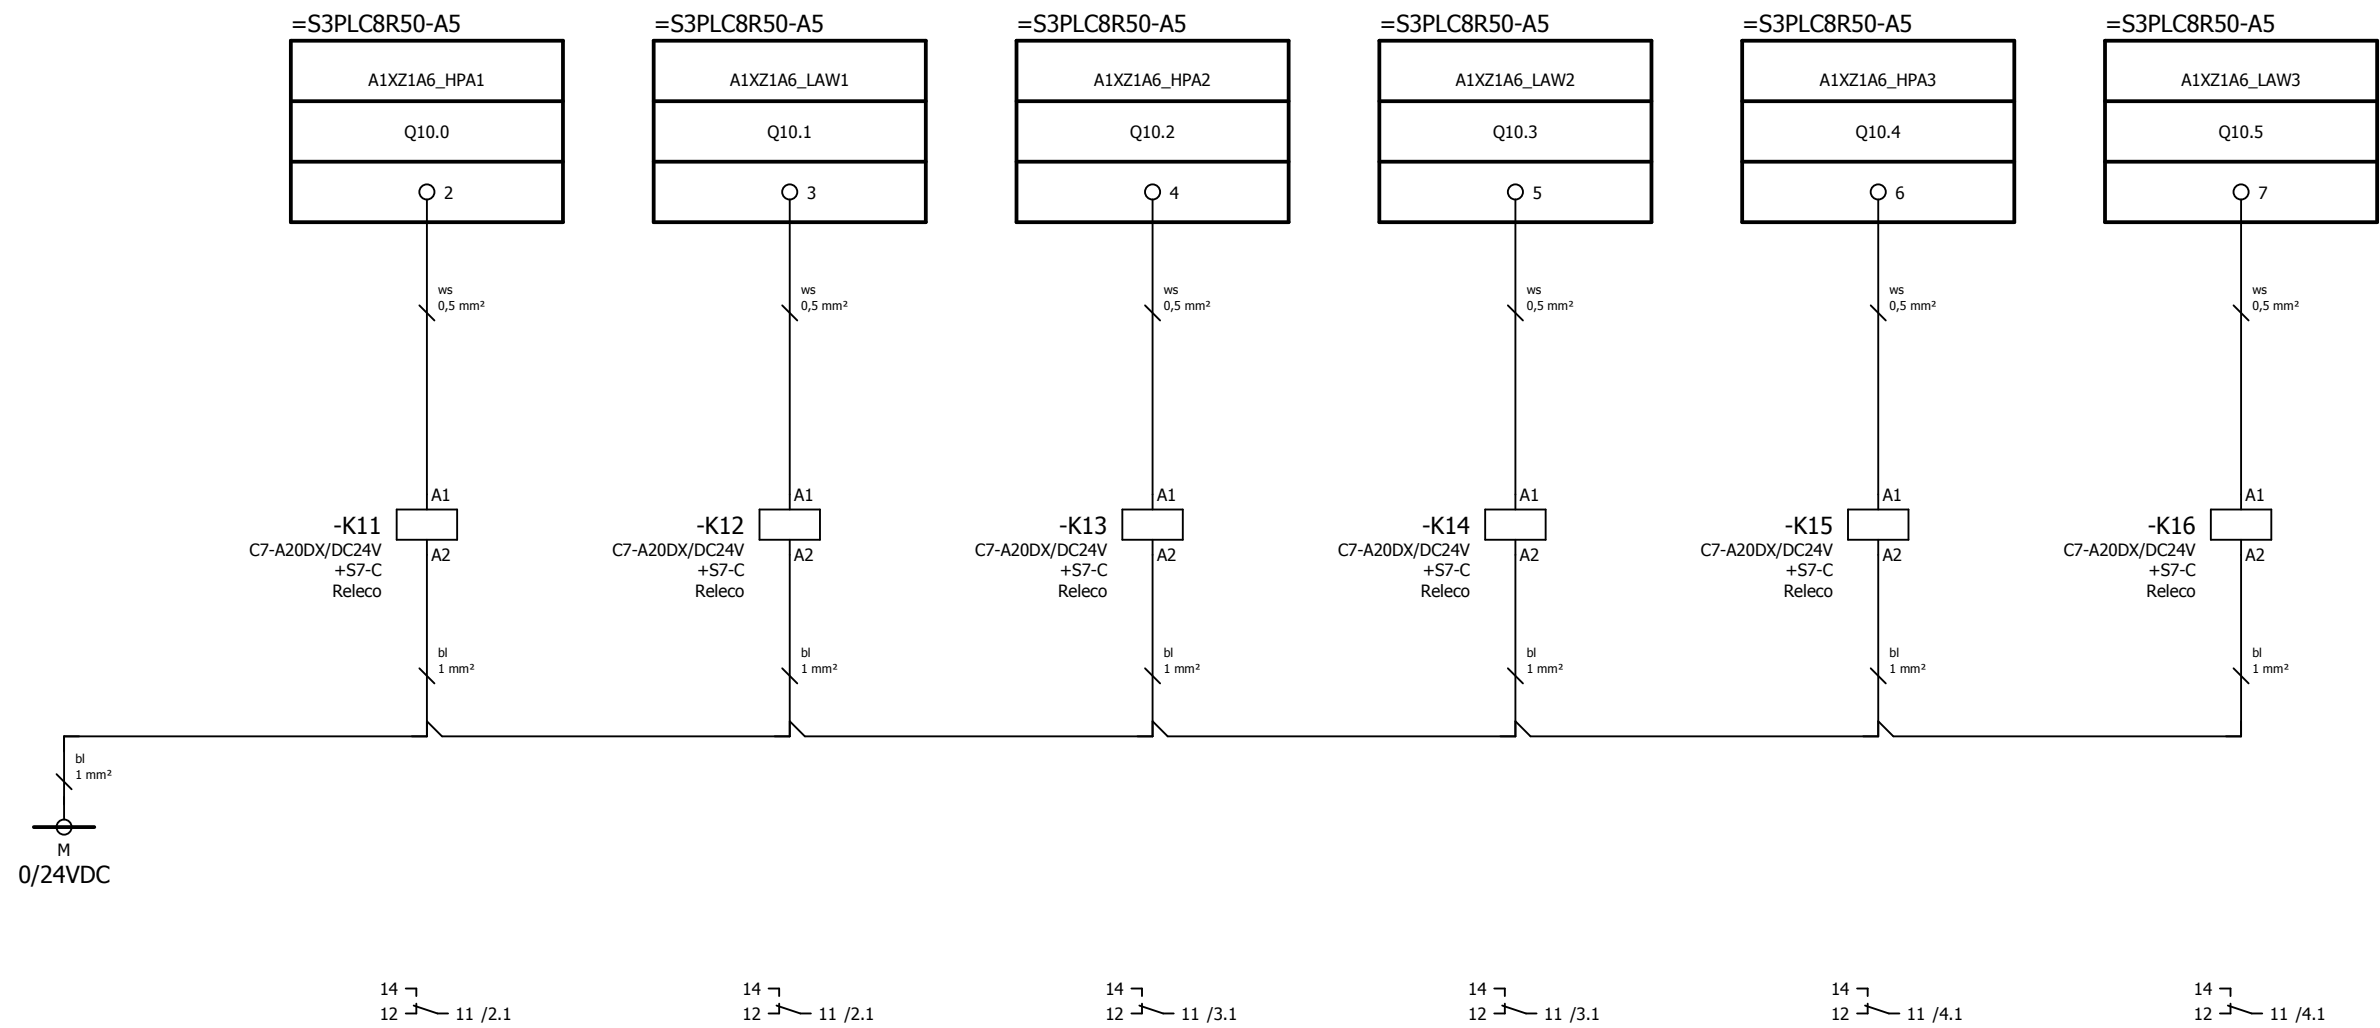 =S3PLC8R50-A5 =S3PLC8R50-A5 =S3PLC8R50-A5 =S3PLC8R50-A5 =S3PLC8R50-A5 =S3PLC8R50-A5
A1XZ1A6_HPA1 A1XZ1A6_LAW1 A1XZ1A6_HPA2 A1XZ1A6_LAW2 A1XZ1A6_HPA3 A1XZ1A6_LAW3
Q10.0 Q10.1 Q10.2 Q10.3 Q10.4 Q10.5
2 3 4 5 6 7
ws ws ws ws ws ws
0,5 mm² 0,5 mm² 0,5 mm² 0,5 mm² 0,5 mm² 0,5 mm²
A1 A1 A1 A1 A1 A1
-K11 -K12 -K13 -K14 -K15 -K16
C7-A20DX/DC24V A2 C7-A20DX/DC24V A2 C7-A20DX/DC24V A2 C7-A20DX/DC24V A2 C7-A20DX/DC24V A2 C7-A20DX/DC24V A2
+S7-C +S7-C +S7-C +S7-C +S7-C +S7-C
Releco Releco Releco Releco Releco Releco
bl bl bl bl bl bl
1 mm² 1 mm² 1 mm² 1 mm² 1 mm² 1 mm²
bl
1 mm²
M
0/24VDC
14 14 14 14 14 14
12 11 /2.1 12 11 /2.1 12 11 /3.1 12 11 /3.1 12 11 /4.1 12 11 /4.1